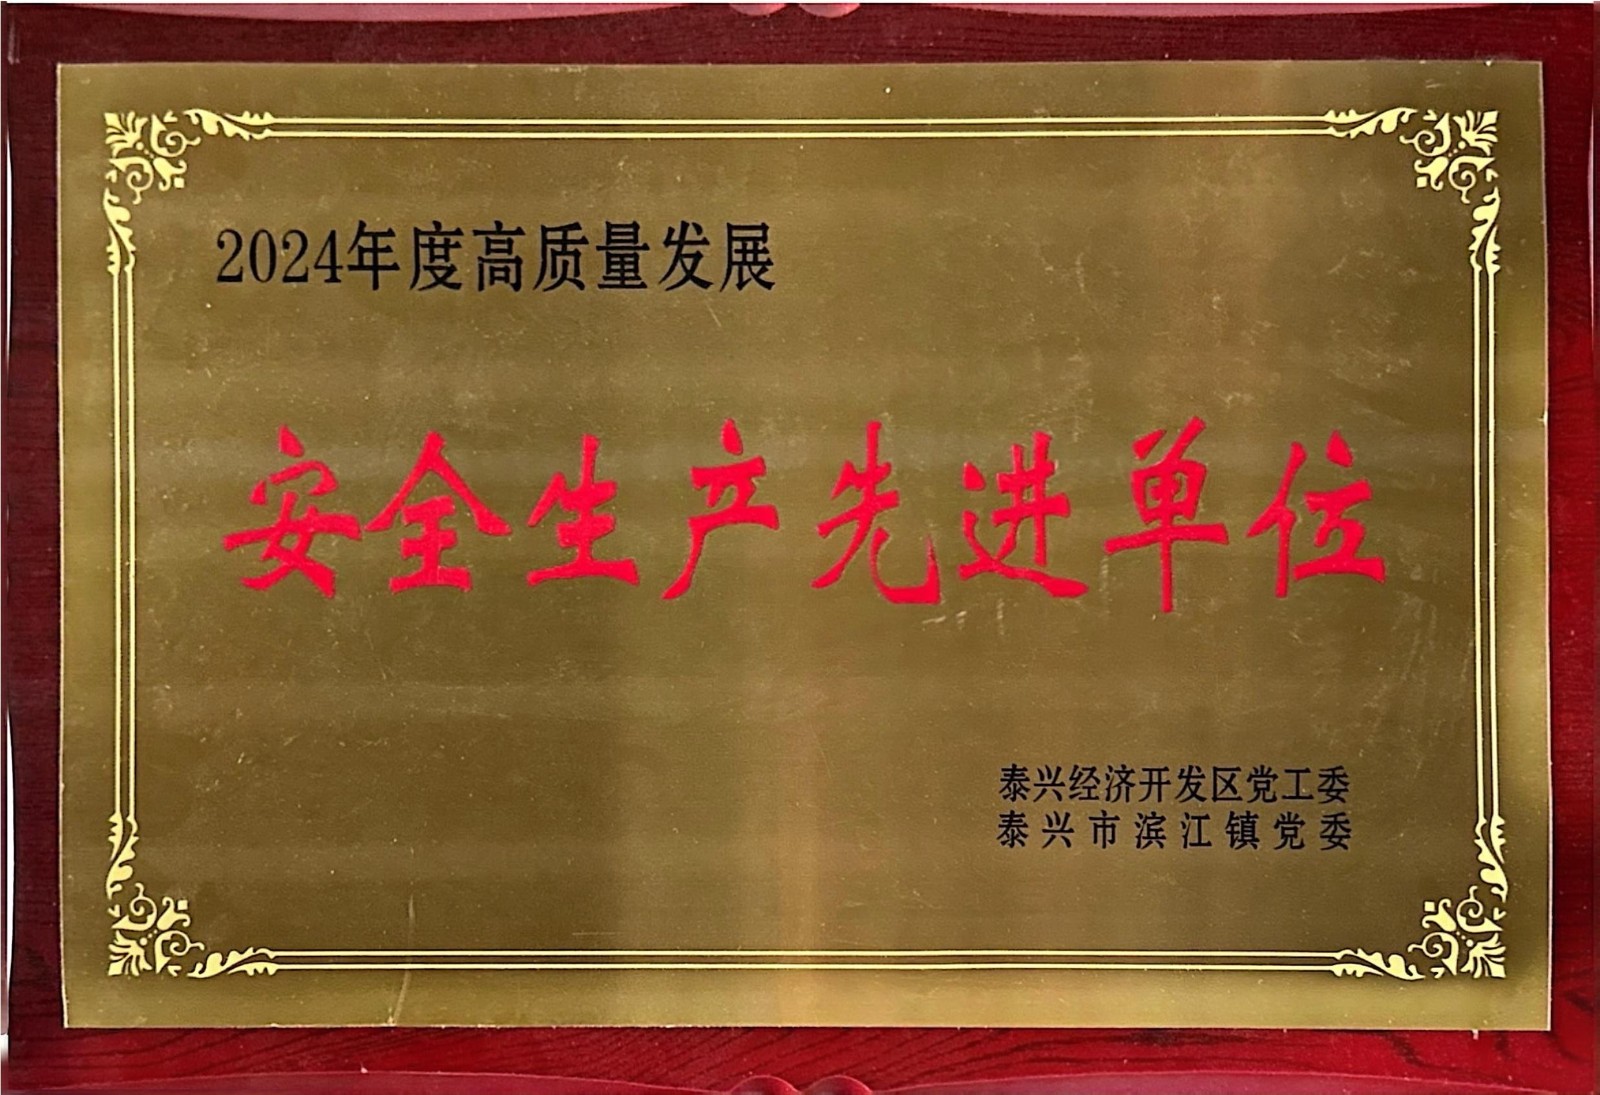 2024年度高质量发展
安全生产先进单位
泰兴经济开发区党工委
泰兴市滨江镇党委